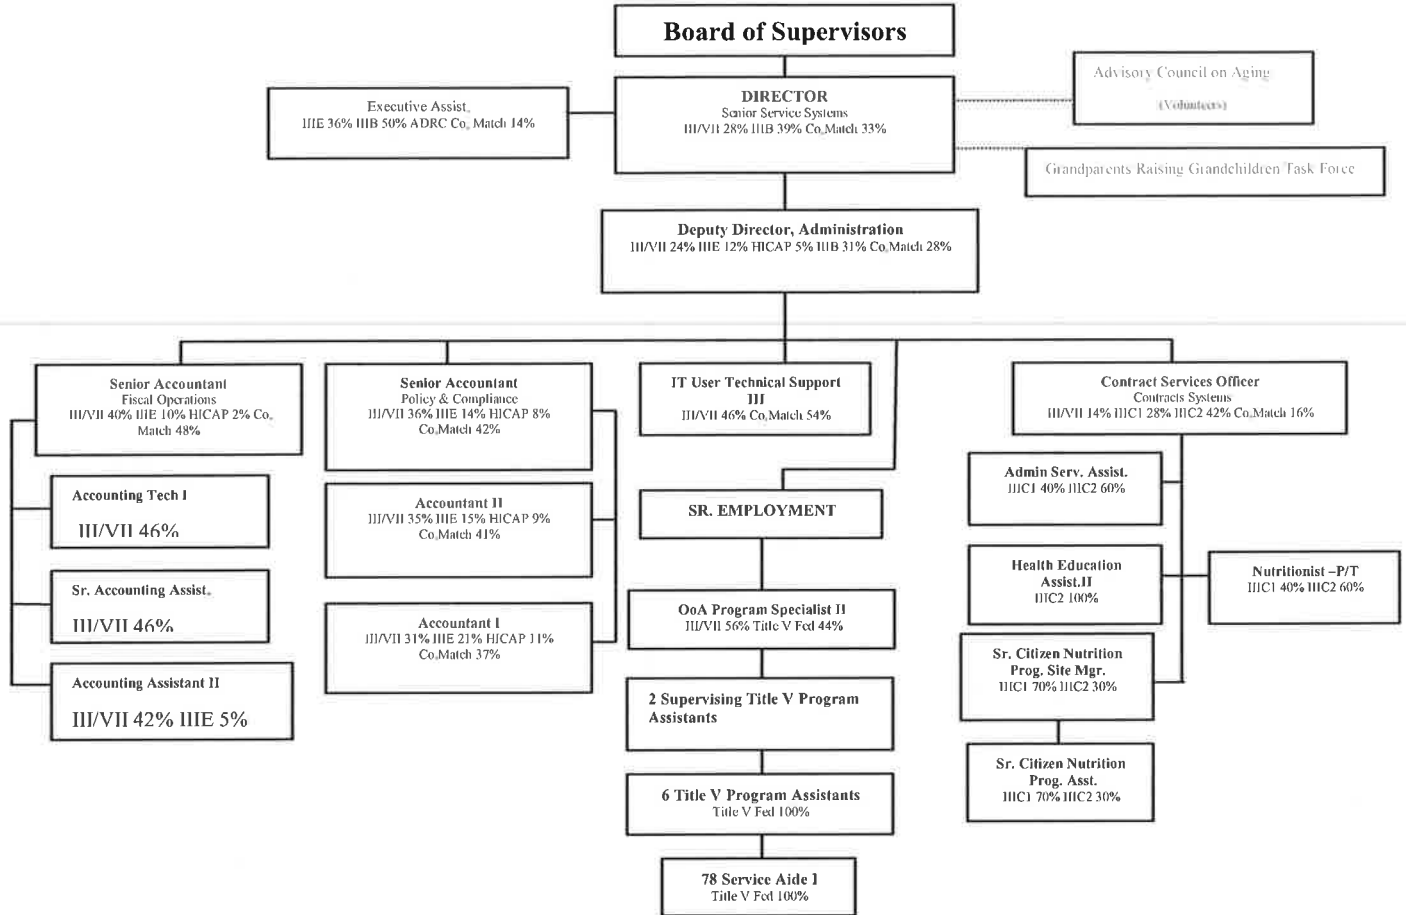 Board of Supervisors
Advisory Council on Aging
(Volunteers)
DIRECTOR
Senior Service Systems
III/VII 28% IIIB 39% Co. Match 33%
Executive Assist.
IIIE 36% IIIB 50% ADRC Co. Match 14%
Grandparents Raising Grandchildren Task Force
Deputy Director, Administration
III/VII 24% IIIE 12% HICAP 5% IIIB 31% Co.Match 28%
Senior Accountant
Fiscal Operations
III/VII 40% IIIE 10% HICAP 2% Co.
Match 48%
Accounting Tech I
III/VII 46%
Sr. Accounting Assist.
III/VII 46%
Accounting Assistant II
III/VII 42% IIIE 5%
Senior Accountant
Policy & Compliance
III/VII 36% IIIE 14% HICAP 8%
Co.Match 42%
Accountant II
III/VII 35% IIIE 15% HICAP 9%
Co.Match 41%
Accountant I
III/VII 31% IIIE 21% HICAP 11%
Co.Match 37%
IT User Technical Support
III
III/VII 46% Co.Match 54%
SR. EMPLOYMENT
OoA Program Specialist II
III/VII 56% Title V Fed 44%
2 Supervising Title V Program
Assistants
6 Title V Program Assistants
Title V Fed 100%
78 Service Aide I
Title V Fed 100%
Contract Services Officer
Contracts Systems
III/VII 14% IIIC1 28% IIIC2 42% Co.Match 16%
Admin Serv. Assist.
IIIC1 40% IIIC2 60%
Health Education
Assist.II
IIIC2 100%
Nutritionist –P/T
IIIC1 40% IIIC2 60%
Sr. Citizen Nutrition
Prog. Site Mgr.
IIIC1 70% IIIC2 30%
Sr. Citizen Nutrition
Prog. Asst.
IIIC1 70% IIIC2 30%